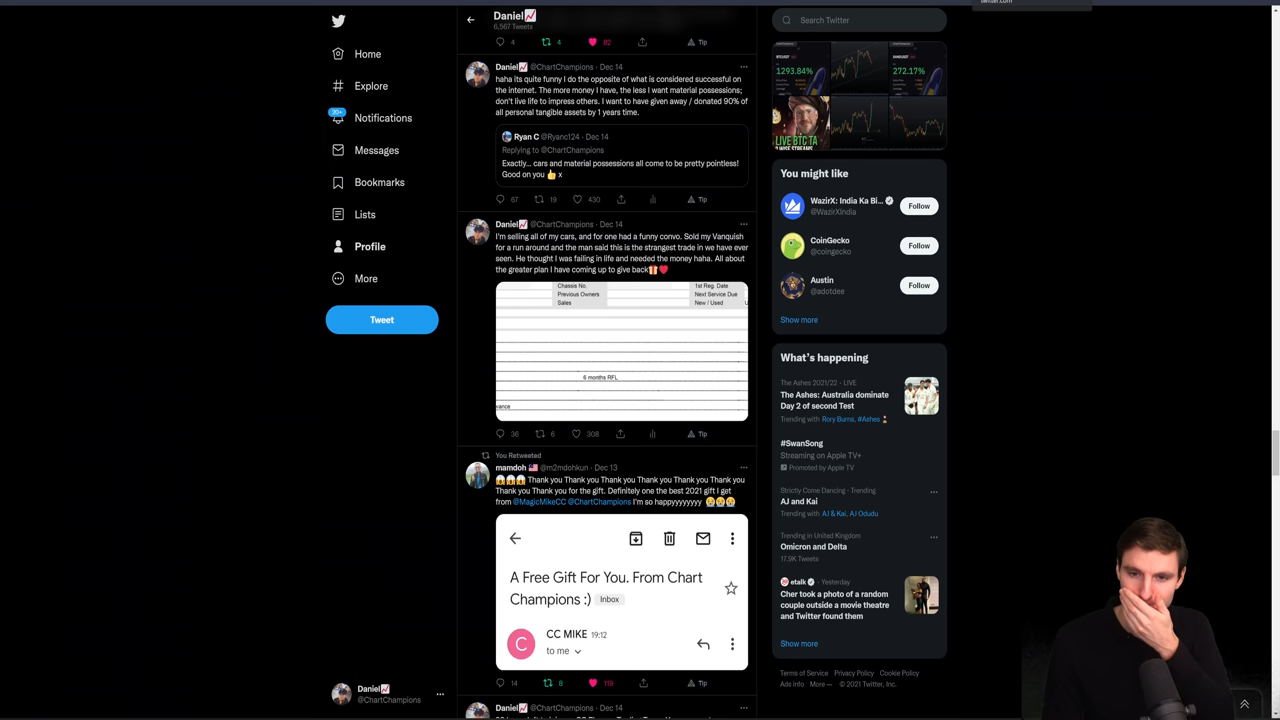 twitter.com
Home
Explore
20+
Notifications
Messages
Bookmarks
Lists
Profile
More
Tweet
Daniel📈
@ChartChampions
Daniel📈
6,567 Tweets
4 4 82 Tip
Daniel📈 @ChartChampions · Dec 14
haha its quite funny I do the opposite of what is considered successful on
the internet. The more money I have, the less I want material possessions;
don't live life to impress others. I want to have given away / donated 90% of
all personal tangible assets by 1 years time.
Ryan C @Ryanc124 · Dec 14
Replying to @ChartChampions
Exactly... cars and material possessions all come to be pretty pointless!
Good on you 👍 x
67 19 430 Tip
Daniel📈 @ChartChampions · Dec 14
I'm selling all of my cars, and for one had a funny convo. Sold my Vanquish
for a run around and the man said this is the strangest trade in we have ever
seen. He thought I was failing in life and needed the money haha. All about
the greater plan I have coming up to give back🎁❤️
Chassis No. 1st Reg. Date
Previous Owners Next Service Due
Sales New / Used U
6 months RFL
vance
36 6 308 Tip
You Retweeted
mamdoh 🇲🇾 @m2mdohkun · Dec 13
😱😱😱 Thank you Thank you Thank you Thank you Thank you Thank you
Thank you Thank you for the gift. Definitely one the best 2021 gift I get
from @MagicMikeCC @ChartChampions I'm so happyyyyyyyy 😭😭😭
A Free Gift For You. From Chart
Champions :) Inbox
C
CC MIKE 19:12
to me
14 8 119 Tip
Daniel📈 @ChartChampions · Dec 14
Search Twitter
1293.84% 272.17%
LIVE BTC TA
You might like
WazirX: India Ka Bi...
@WazirXIndia
Follow
CoinGecko
@coingecko
Follow
Austin
@adotdee
Follow
Show more
What's happening
The Ashes 2021/22 · LIVE
The Ashes: Australia dominate
Day 2 of second Test
Trending with Rory Burns, #Ashes
#SwanSong
Streaming on Apple TV+
Promoted by Apple TV
Strictly Come Dancing · Trending
AJ and Kai
Trending with AJ & Kai, AJ Odudu
Trending in United Kingdom
Omicron and Delta
17.9K Tweets
etalk · Yesterday
Cher took a photo of a random
couple outside a movie theatre
and Twitter found them
Show more
Terms of Service Privacy Policy Cookie Policy
Ads info More ··· © 2021 Twitter, Inc.